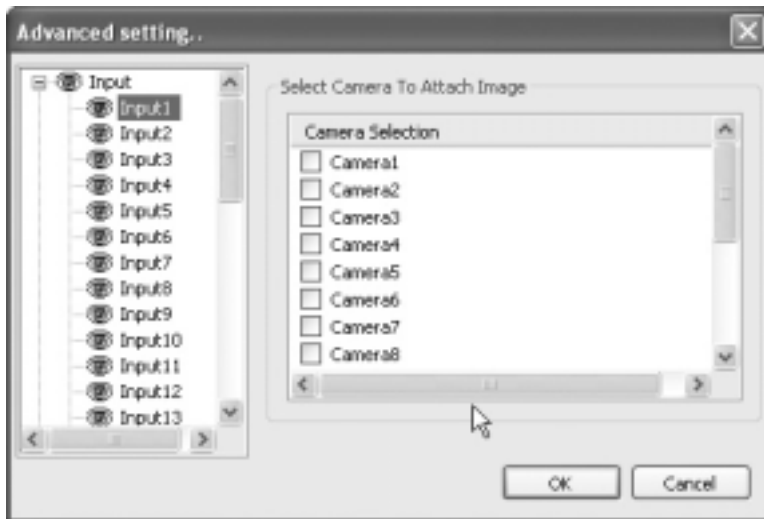 Advanced setting..
Input
Input1
Input2
Input3
Input4
Input5
Input6
Input7
Input8
Input9
Input10
Input11
Input12
Input13
Select Camera To Attach Image
Camera Selection
Camera1
Camera2
Camera3
Camera4
Camera5
Camera6
Camera7
Camera8
OK
Cancel